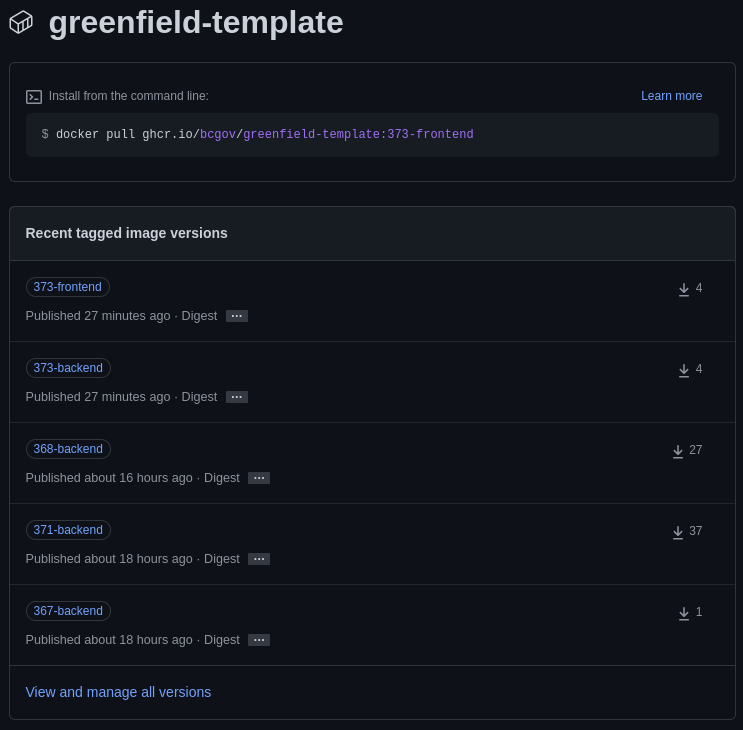 greenfield-template
Install from the command line:
Learn more
$ docker pull ghcr.io/bcgov/greenfield-template:373-frontend
Recent tagged image versions
373-frontend
4
Published 27 minutes ago · Digest ...
373-backend
4
Published 27 minutes ago · Digest ...
368-backend
27
Published about 16 hours ago · Digest ...
371-backend
37
Published about 18 hours ago · Digest ...
367-backend
1
Published about 18 hours ago · Digest ...
View and manage all versions